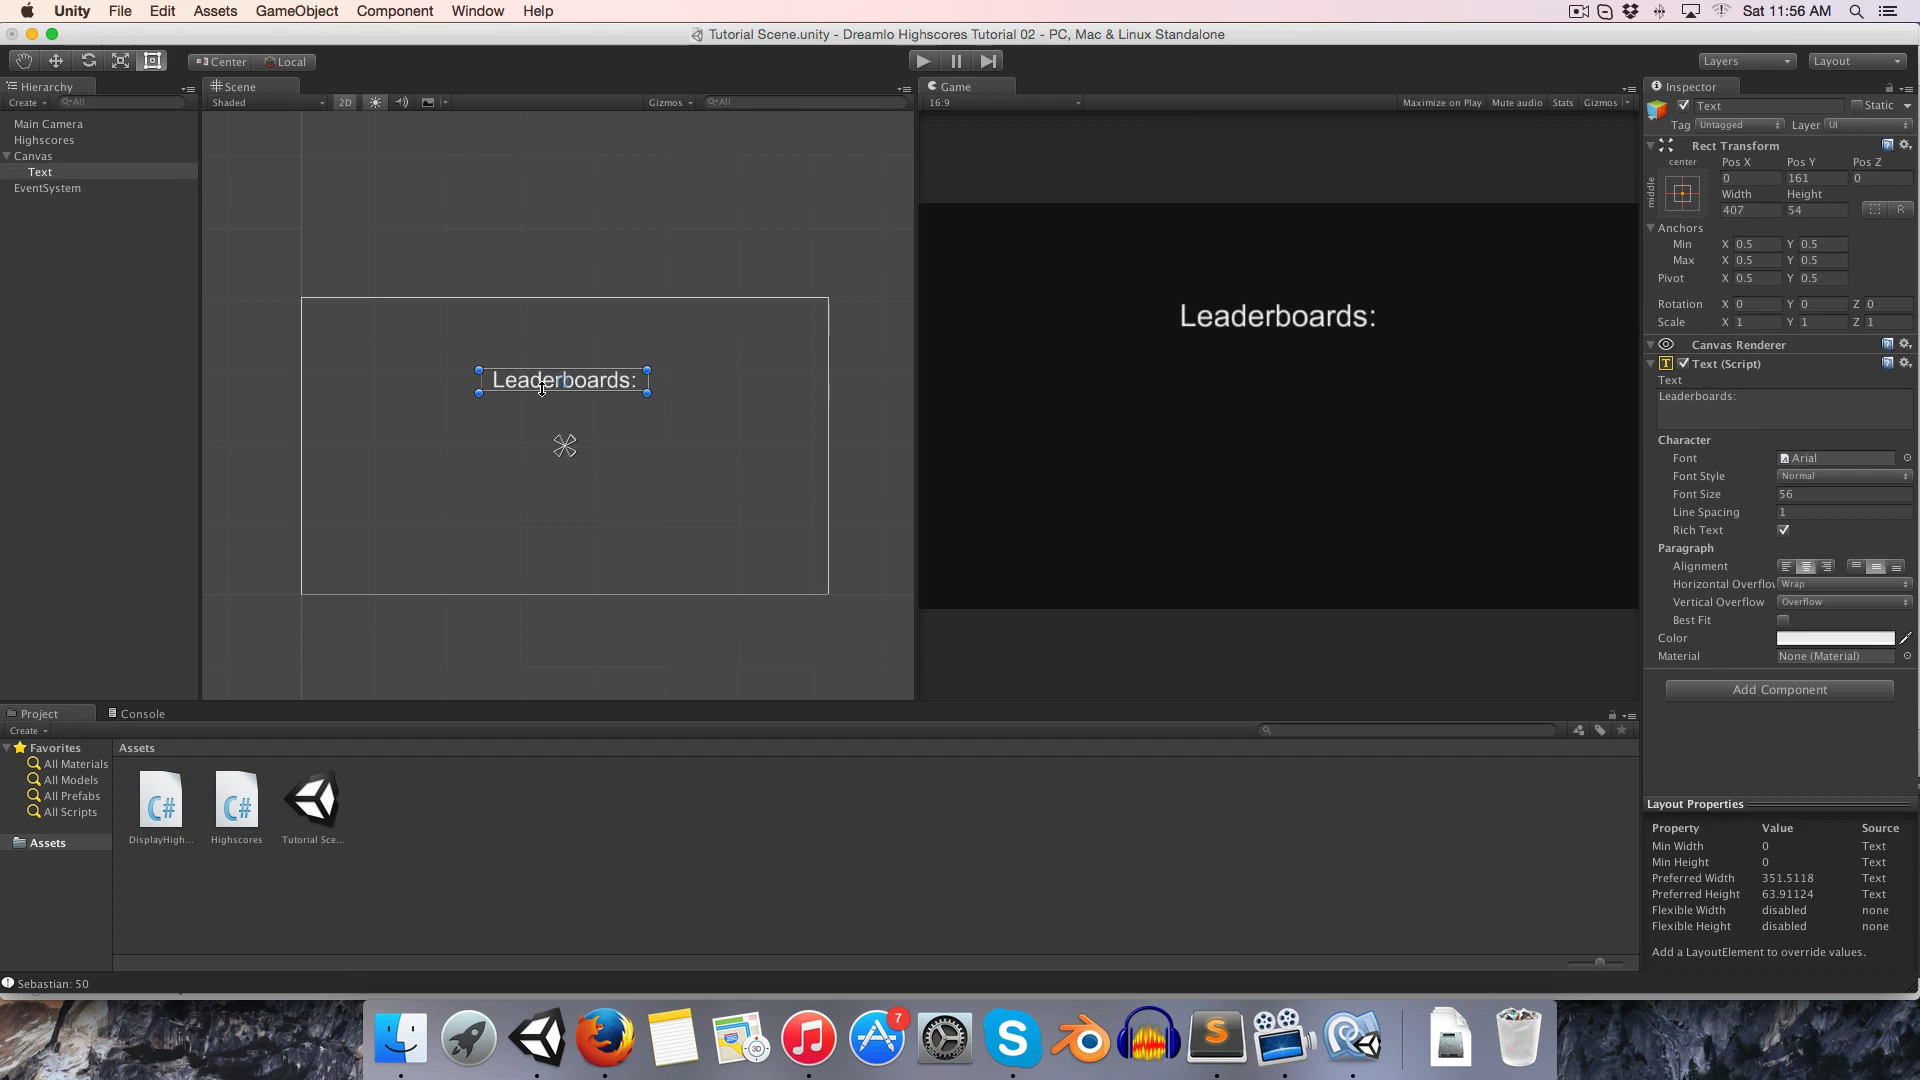 Unity File Edit Assets GameObject Component Window Help Sat 11:56 AM
Tutorial Scene.unity - Dreamlo Highscores Tutorial 02 - PC, Mac & Linux Standalone
Center Local Layers Layout
Hierarchy Scene Game Inspector
Create All Shaded 2D Gizmos All 16:9 Maximize on Play Mute audio Stats Gizmos
Text Static
Tag Untagged Layer UI
Main Camera
Highscores
Canvas
Text
EventSystem
Leaderboards:
Leaderboards:
Rect Transform
center Pos X Pos Y Pos Z
middle 0 161 0
Width Height
407 54 R
Anchors
Min X 0.5 Y 0.5
Max X 0.5 Y 0.5
Pivot X 0.5 Y 0.5
Rotation X 0 Y 0 Z 0
Scale X 1 Y 1 Z 1
Canvas Renderer
Text (Script)
Text
Leaderboards:
Character
Font Arial
Font Style Normal
Font Size 56
Line Spacing 1
Rich Text
Paragraph
Alignment
Horizontal Overflow Wrap
Vertical Overflow Overflow
Best Fit
Color
Material None (Material)
Add Component
Project Console
Create
Favorites
All Materials
All Models
All Prefabs
All Scripts
Assets
Assets
DisplayHigh... Highscores Tutorial Sce...
Layout Properties
Property Value Source
Min Width 0 Text
Min Height 0 Text
Preferred Width 351.5118 Text
Preferred Height 63.91124 Text
Flexible Width disabled none
Flexible Height disabled none
Add a LayoutElement to override values.
Sebastian: 50
7